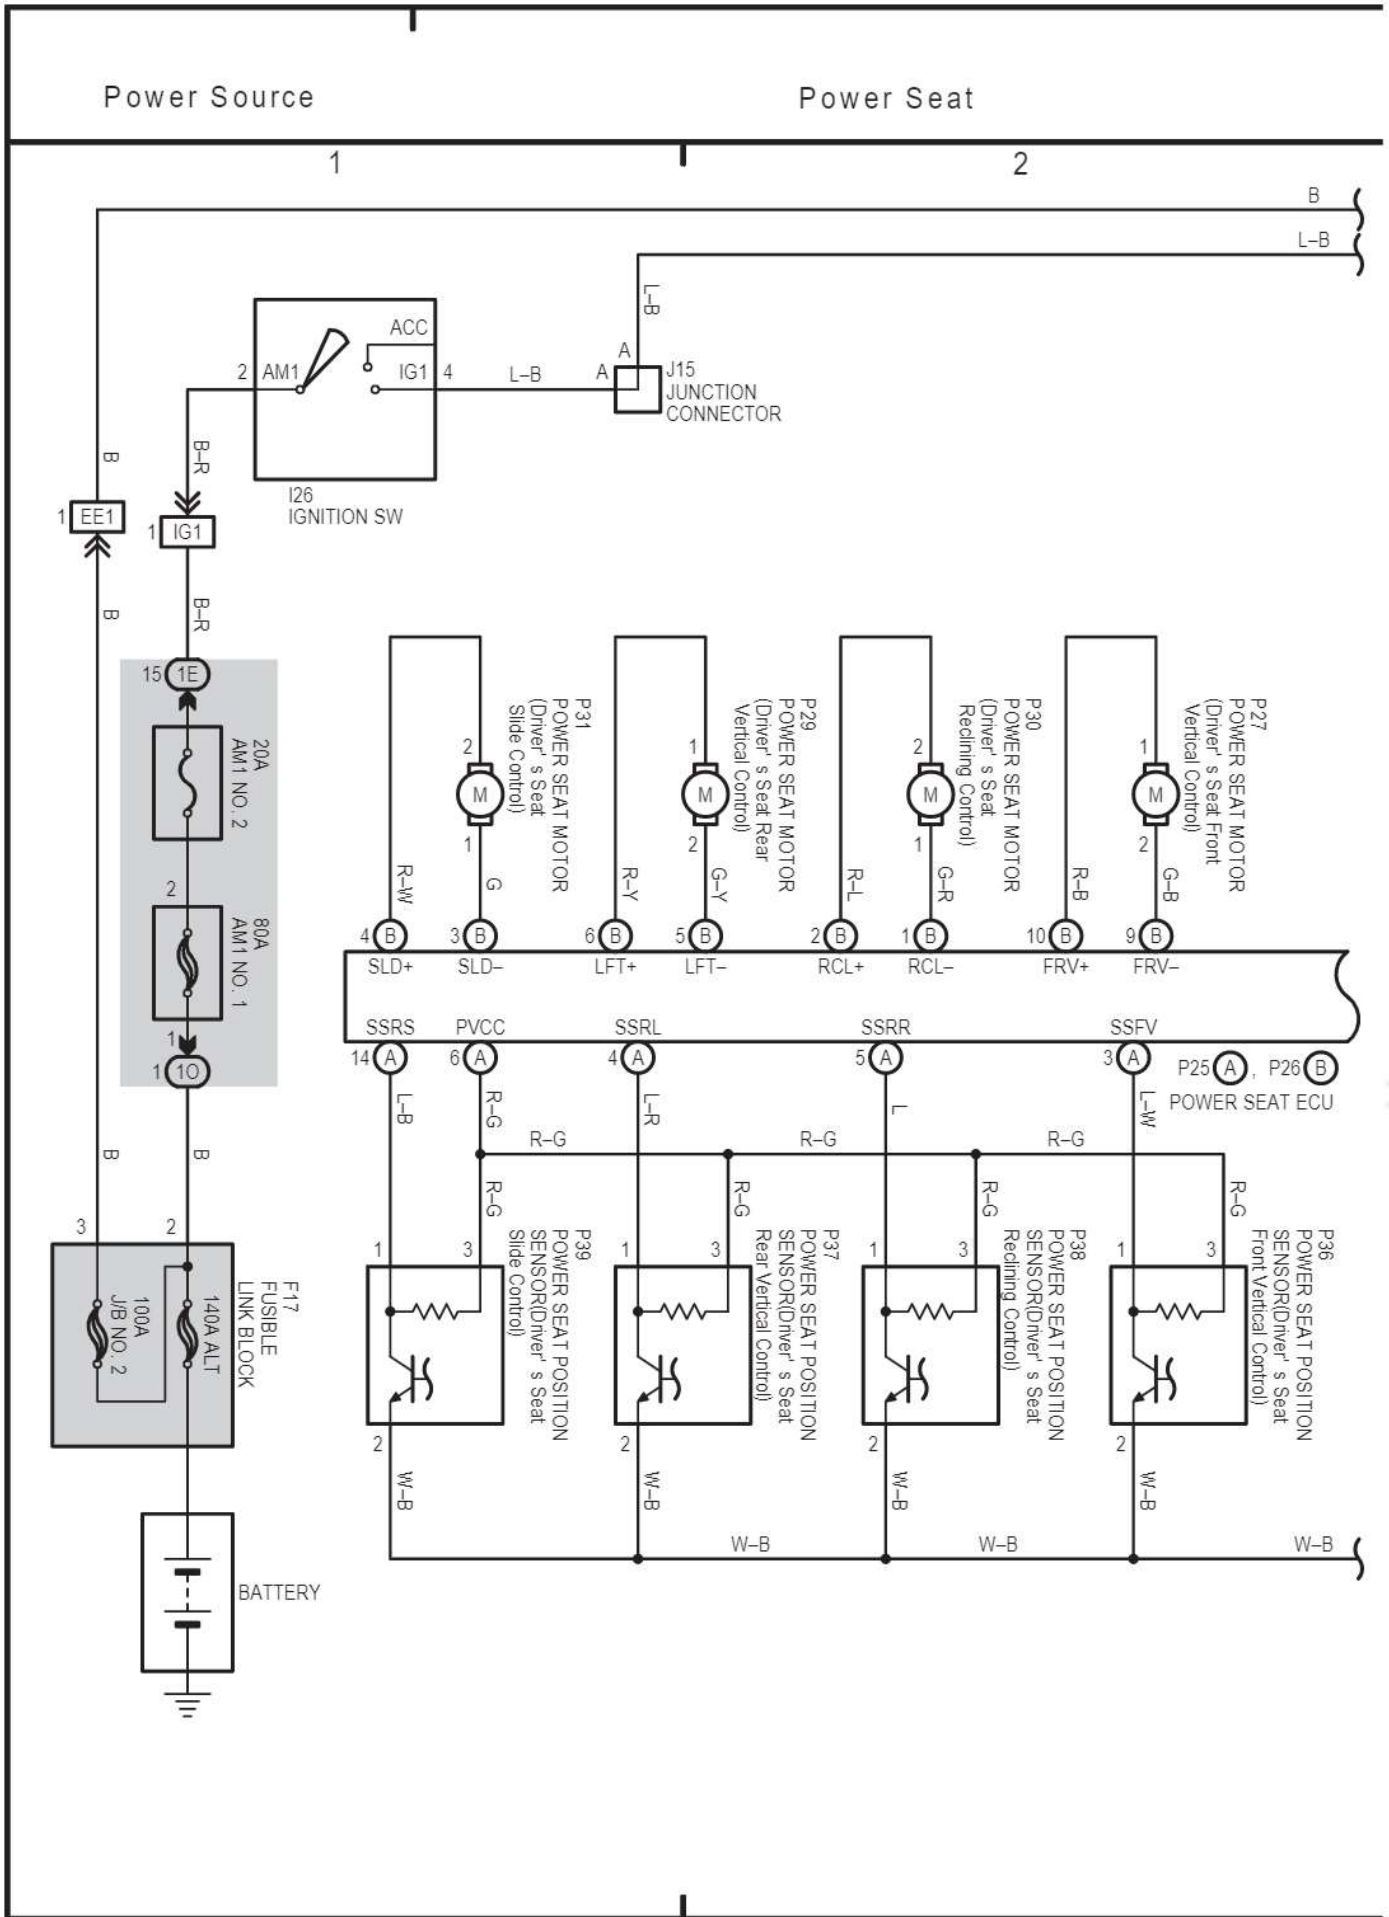 Power Source
Power Seat
1
2
B
L–B
L–B
ACC
2
AM1
IG1
4
L–B
A
A
J15
JUNCTION
CONNECTOR
B
B–R
I26
IGNITION SW
1
EE1
1
IG1
B
B–R
15
1E
20A
AM1 NO. 2
2
80A
AM1 NO. 1
1
1
1O
P31
POWER SEAT MOTOR
(Driver' s Seat
Slide Control)
2
M
1
R–W
G
P29
POWER SEAT MOTOR
(Driver' s Seat Rear
Vertical Control)
1
M
2
R–Y
G–Y
P30
POWER SEAT MOTOR
(Driver' s Seat
Reclining Control)
2
M
1
R–L
G–R
P27
POWER SEAT MOTOR
(Driver' s Seat Front
Vertical Control)
1
M
2
R–B
G–B
4
B
3
B
6
B
5
B
2
B
1
B
10
B
9
B
SLD+
SLD–
LFT+
LFT–
RCL+
RCL–
FRV+
FRV–
SSRS
PVCC
SSRL
SSRR
SSFV
14
A
6
A
4
A
5
A
3
A
P25
A
, P26
B
POWER SEAT ECU
L–B
R–G
L–R
L
L–W
R–G
R–G
R–G
B
B
R–G
R–G
R–G
R–G
3
2
1
3
1
3
1
3
1
3
P39
POWER SEAT POSITION
SENSOR(Driver' s Seat
Slide Control)
P37
POWER SEAT POSITION
SENSOR(Driver' s Seat
Rear Vertical Control)
P38
POWER SEAT POSITION
SENSOR(Driver' s Seat
Reclining Control)
P36
POWER SEAT POSITION
SENSOR(Driver' s Seat
Front Vertical Control)
F17
FUSIBLE
LINK BLOCK
140A ALT
100A
J/B NO. 2
2
2
2
2
W–B
W–B
W–B
W–B
W–B
W–B
W–B
BATTERY